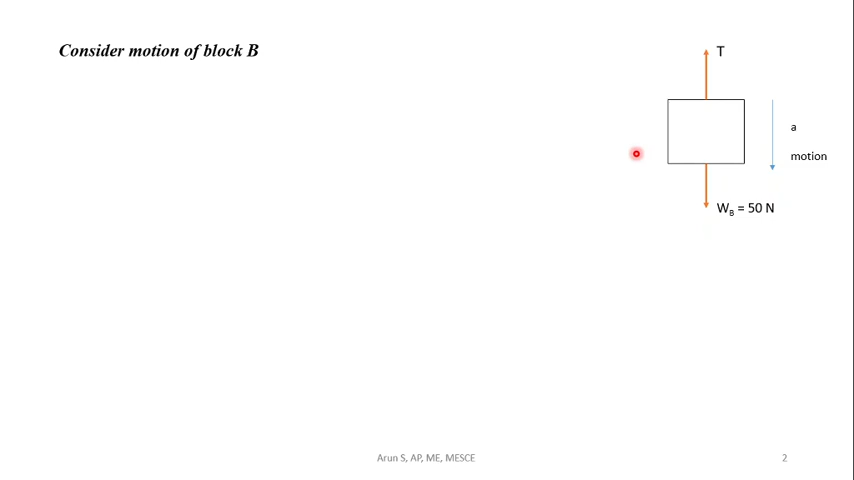 Consider motion of block B
T
a
motion
W_B = 50 N
Arun S, AP, ME, MESCE
2